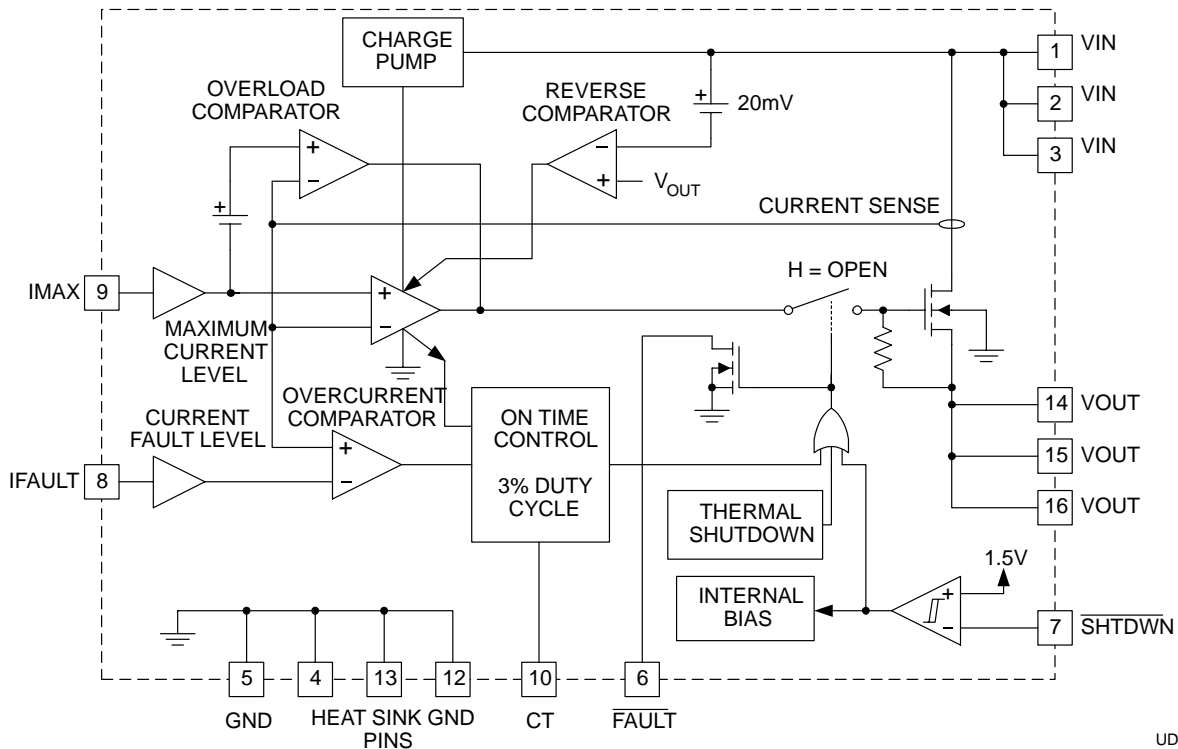 CHARGE
PUMP
1 VIN
OVERLOAD
COMPARATOR
REVERSE
COMPARATOR
+
20mV
2 VIN
3 VIN
+
−
−
+
VOUT
+
CURRENT SENSE
H = OPEN
IMAX 9
+
−
MAXIMUM
CURRENT
LEVEL
OVERCURRENT
COMPARATOR
CURRENT
FAULT LEVEL
ON TIME
CONTROL
3% DUTY
CYCLE
14 VOUT
15 VOUT
16 VOUT
IFAULT 8
+
−
THERMAL
SHUTDOWN
1.5V
INTERNAL
BIAS
+
−
7 SHTDWN
5
4
13
12
10
6
GND
HEAT SINK
PINS
GND
CT
FAULT
UD